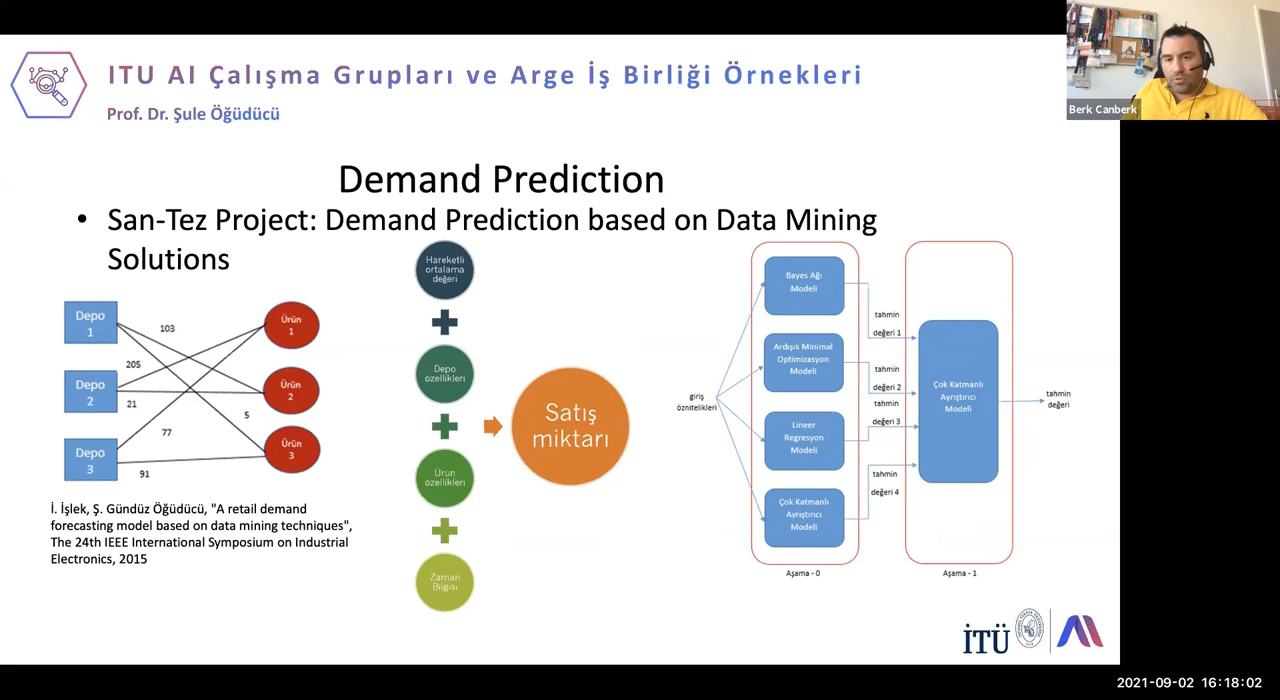 ITU AI Çalışma Grupları ve Arge İş Birliği Örnekleri
Prof. Dr. Şule Öğüdücü
Berk Canberk
Demand Prediction
• San-Tez Project: Demand Prediction based on Data Mining
Solutions
Depo
1
Depo
2
Depo
3
103
205
21
77
5
91
Ürün
1
Ürün
2
Ürün
3
İ. İşlek, Ş. Gündüz Öğüdücü, "A retail demand
forecasting model based on data mining techniques",
The 24th IEEE International Symposium on Industrial
Electronics, 2015
Hareketli
ortalama
değeri
Depo
özellikleri
Ürün
özellikleri
Zaman
Bilgisi
Satış
miktarı
giriş
öznitelikleri
Bayes Ağı
Modeli
Ardışık Minimal
Optimizasyon
Modeli
Lineer
Regresyon
Modeli
Çok Katmanlı
Ayrıştırıcı
Modeli
Aşama - 0
tahmin
değeri 1
tahmin
değeri 2
tahmin
değeri 3
tahmin
değeri 4
Çok Katmanlı
Ayrıştırıcı
Modeli
Aşama - 1
tahmin
değeri
İTÜ
2021-09-02 16:18:02